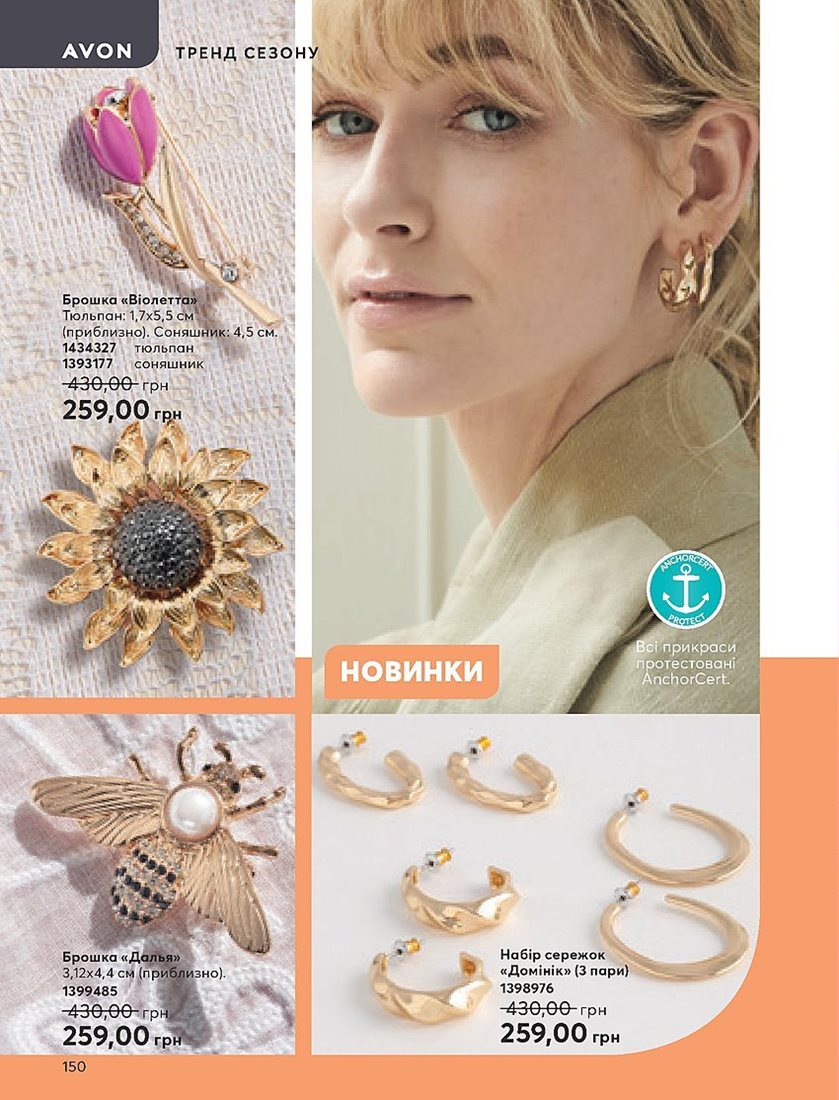 AVON
ТРЕНД СЕЗОНУ
Брошка «Віолетта»
Тюльпан: 1,7x5,5 см
(приблизно). Соняшник: 4,5 см.
1434327 тюльпан
1393177 соняшник
430,00 грн
259,00 грн
ANCHORCERT
PROTECT
Всі прикраси
протестовані
AnchorCert.
НОВИНКИ
Брошка «Далья»
3,12x4,4 см (приблизно).
1399485
430,00 грн
259,00 грн
Набір сережок
«Домінік» (3 пари)
1398976
430,00 грн
259,00 грн
150